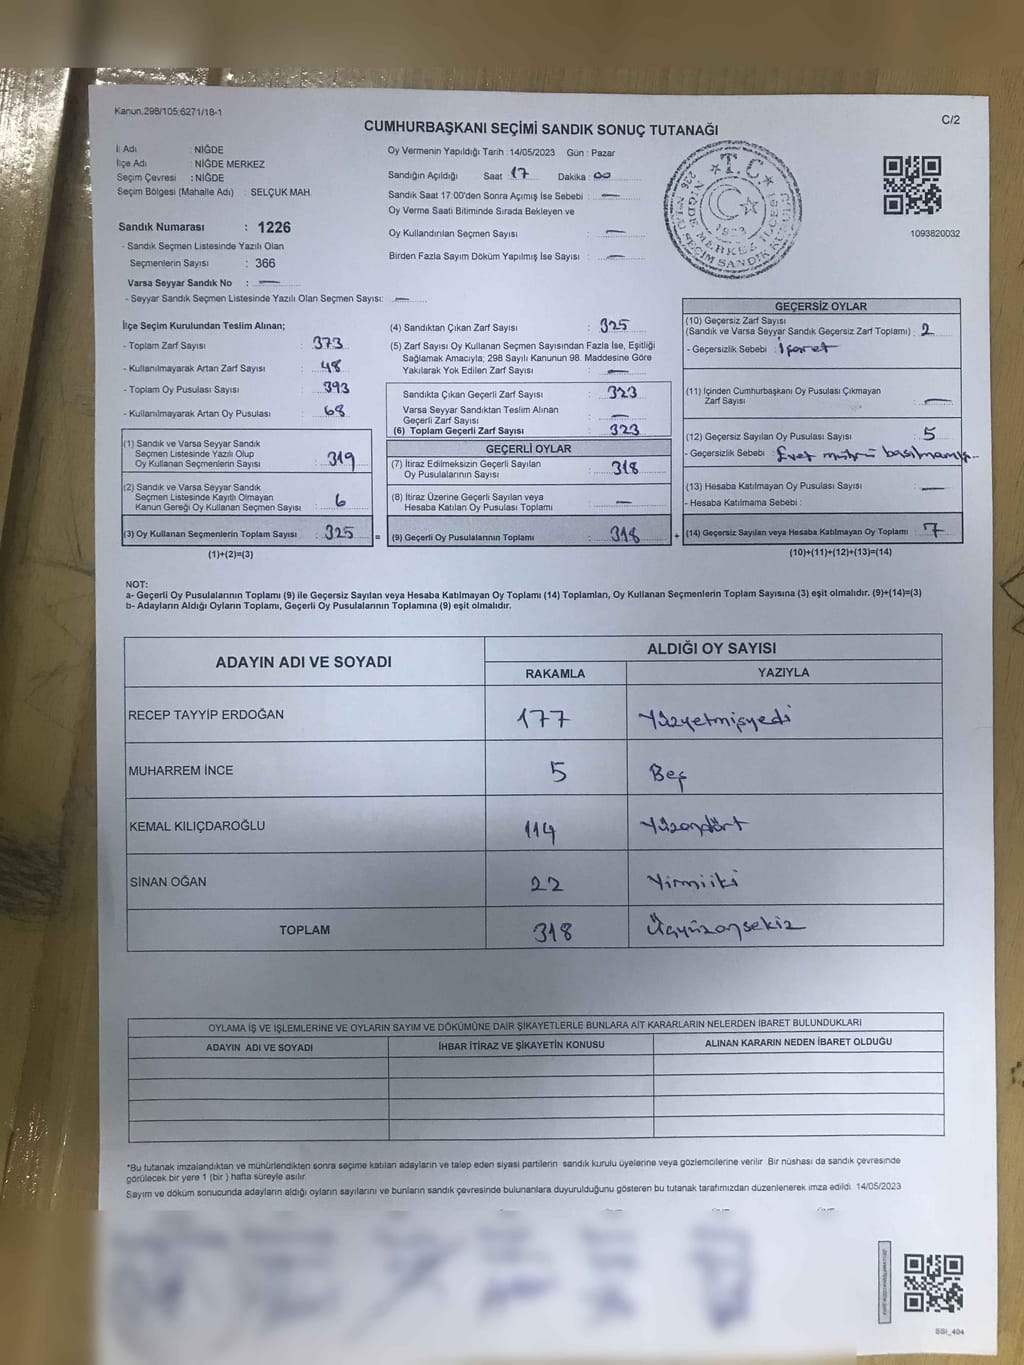 Kanun.298/105;6271/18-1
C/2
CUMHURBAŞKANI SEÇİMİ SANDIK SONUÇ TUTANAĞI
İl Adı : NİĞDE
İlçe Adı : NİĞDE MERKEZ
Seçim Çevresi : NİĞDE
Seçim Bölgesi (Mahalle Adı) : SELÇUK MAH.
Sandık Numarası : 1226
- Sandık Seçmen Listesinde Yazılı Olan
Seçmenlerin Sayısı : 366
Varsa Seyyar Sandık No : —
- Seyyar Sandık Seçmen Listesinde Yazılı Olan Seçmen Sayısı: —
Oy Vermenin Yapıldığı Tarih : 14/05/2023 Gün : Pazar
Sandığın Açıldığı Saat : 17 Dakika : 00
Sandık Saat 17:00'den Sonra Açımış İse Sebebi : —
Oy Verme Saati Bitiminde Sırada Bekleyen ve
Oy Kullandırılan Seçmen Sayısı : —
Birden Fazla Sayım Döküm Yapılmış İse Sayısı : —
T.C.
1923
NİĞDE MERKEZ İLÇESİ
1093820032
İlçe Seçim Kurulundan Teslim Alınan;
- Toplam Zarf Sayısı : 373
- Kullanılmayarak Artan Zarf Sayısı : 48
- Toplam Oy Pusulası Sayısı : 393
- Kullanılmayarak Artan Oy Pusulası : 68
(1) Sandık ve Varsa Seyyar Sandık
Seçmen Listesinde Yazılı Olup
Oy Kullanan Seçmenlerin Sayısı : 319
(2) Sandık ve Varsa Seyyar Sandık
Seçmen Listesinde Kayıtlı Olmayan
Kanun Gereği Oy Kullanan Seçmen Sayısı : 6
(3) Oy Kullanan Seçmenlerin Toplam Sayısı : 325
(1)+(2)=(3)
=
(4) Sandıktan Çıkan Zarf Sayısı : 325
(5) Zarf Sayısı Oy Kullanan Seçmen Sayısından Fazla İse, Eşitliği
Sağlamak Amacıyla; 298 Sayılı Kanunun 98. Maddesine Göre
Yakılarak Yok Edilen Zarf Sayısı : —
Sandıkta Çıkan Geçerli Zarf Sayısı : 323
Varsa Seyyar Sandıktan Teslim Alınan
Geçerli Zarf Sayısı : —
(6) Toplam Geçerli Zarf Sayısı : 323
GEÇERLİ OYLAR
(7) İtiraz Edilmeksizin Geçerli Sayılan
Oy Pusulalarının Sayısı : 318
(8) İtiraz Üzerine Geçerli Sayılan veya
Hesaba Katılan Oy Pusulası Toplamı : —
(9) Geçerli Oy Pusulalarının Toplamı : 318
+
GEÇERSİZ OYLAR
(10) Geçersiz Zarf Sayısı
(Sandık ve Varsa Seyyar Sandık Geçersiz Zarf Toplamı) : 2
- Geçersizlik Sebebi : İşaret
(11) İçinden Cumhurbaşkanı Oy Pusulası Çıkmayan
Zarf Sayısı : —
(12) Geçersiz Sayılan Oy Pusulası Sayısı : 5
- Geçersizlik Sebebi : Evet mührü basılmamış
(13) Hesaba Katılmayan Oy Pusulası Sayısı : —
- Hesaba Katılmama Sebebi :
(14) Geçersiz Sayılan veya Hesaba Katılmayan Oy Toplamı : 7
(10)+(11)+(12)+(13)=(14)
NOT:
a- Geçerli Oy Pusulalarının Toplamı (9) ile Geçersiz Sayılan veya Hesaba Katılmayan Oy Toplamı (14) Toplamları, Oy Kullanan Seçmenlerin Toplam Sayısına (3) eşit olmalıdır. (9)+(14)=(3)
b- Adayların Aldığı Oyların Toplamı, Geçerli Oy Pusulalarının Toplamına (9) eşit olmalıdır.
ADAYIN ADI VE SOYADI
ALDIĞI OY SAYISI
RAKAMLA YAZIYLA
RECEP TAYYİP ERDOĞAN 177 Yüzyetmişyedi
MUHARREM İNCE 5 Beş
KEMAL KILIÇDAROĞLU 114 Yüzondört
SİNAN OĞAN 22 Yirmiiki
TOPLAM 318 Üçyüzonsekiz
OYLAMA İŞ VE İŞLEMLERİNE VE OYLARIN SAYIM VE DÖKÜMÜNE DAİR ŞİKAYETLERLE BUNLARA AİT KARARLARIN NELERDEN İBARET BULUNDUKLARI
ADAYIN ADI VE SOYADI İHBAR İTİRAZ VE ŞİKAYETİN KONUSU ALINAN KARARIN NEDEN İBARET OLDUĞU
*Bu tutanak imzalandıktan ve mühürlendikten sonra seçime katılan adayların ve talep eden siyasi partilerin sandık kurulu üyelerine veya gözlemcilerine verilir. Bir nüshası da sandık çevresinde
görülecek bir yere 1 (bir ) hafta süreyle asılır.
Sayım ve döküm sonucunda adayların aldığı oyların sayılarını ve bunların sandık çevresinde bulunanlara duyurulduğunu gösteren bu tutanak tarafımızdan düzenlenerek imza edildi. 14/05/2023
SSI_404